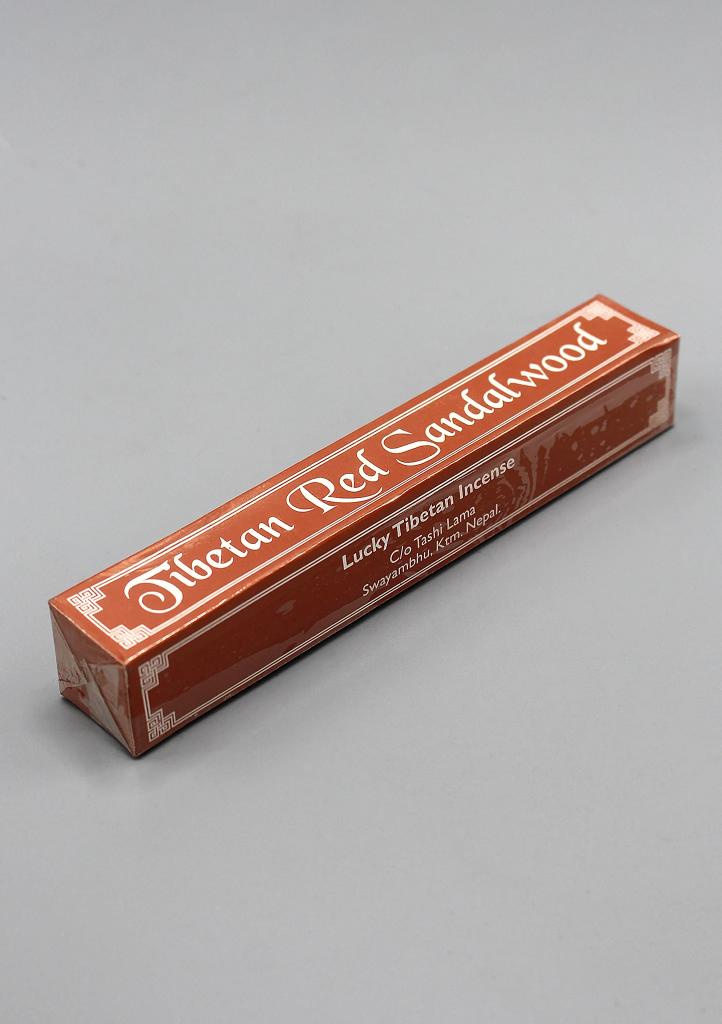 Tibetan Red Sandalwood
Lucky Tibetan Incense
C/o Tashi Lama
Swayambhu, Ktm. Nepal.